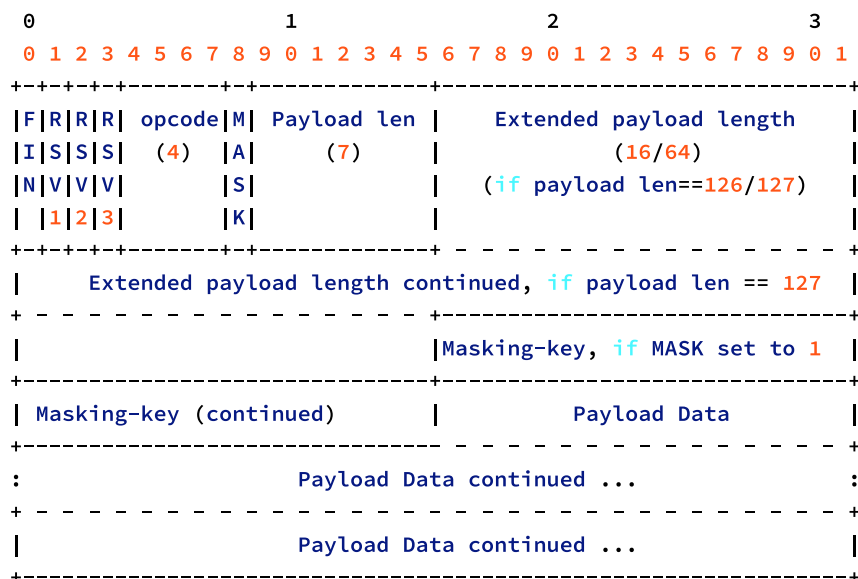 0                   1                   2                   3
 0 1 2 3 4 5 6 7 8 9 0 1 2 3 4 5 6 7 8 9 0 1 2 3 4 5 6 7 8 9 0 1
+-+-+-+-+-------+-+-------------+-------------------------------+
|F|R|R|R| opcode|M| Payload len |    Extended payload length    |
|I|S|S|S|  (4)  |A|     (7)     |             (16/64)           |
|N|V|V|V|       |S|             |   (if payload len==126/127)   |
| |1|2|3|       |K|             |                               |
+-+-+-+-+-------+-+-------------+ - - - - - - - - - - - - - - - +
|     Extended payload length continued, if payload len == 127  |
+ - - - - - - - - - - - - - - - +-------------------------------+
|                               |Masking-key, if MASK set to 1  |
+-------------------------------+-------------------------------+
| Masking-key (continued)       |          Payload Data         |
+-------------------------------- - - - - - - - - - - - - - - - +
:                     Payload Data continued ...                :
+ - - - - - - - - - - - - - - - - - - - - - - - - - - - - - - - +
|                     Payload Data continued ...                |
+---------------------------------------------------------------+